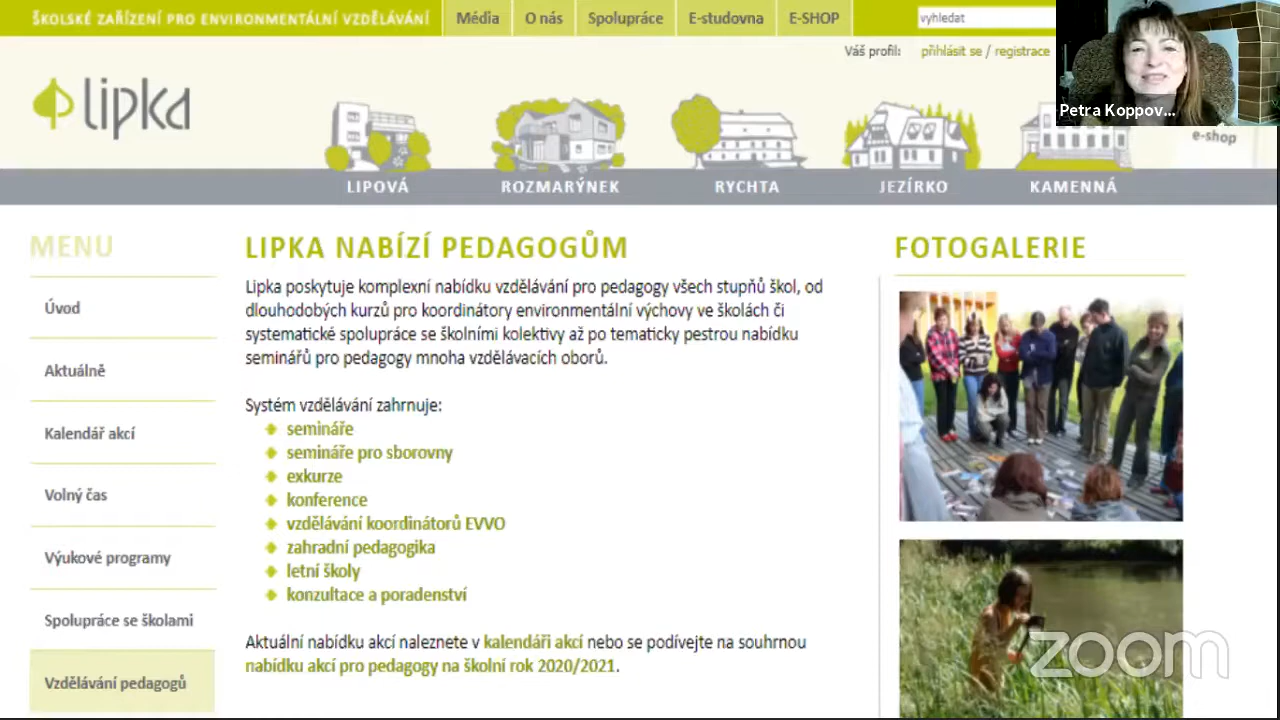 ŠKOLSKÉ ZAŘÍZENÍ PRO ENVIRONMENTÁLNÍ VZDĚLÁVÁNÍ
Média
O nás
Spolupráce
E-studovna
E-SHOP
vyhledat
Váš profil: přihlásit se / registrace
Petra Koppov...
lipka
e-shop
LIPOVÁ
ROZMARÝNEK
RYCHTA
JEZÍRKO
KAMENNÁ
MENU
Úvod
Aktuálně
Kalendář akcí
Volný čas
Výukové programy
Spolupráce se školami
Vzdělávání pedagogů
LIPKA NABÍZÍ PEDAGOGŮM
Lipka poskytuje komplexní nabídku vzdělávání pro pedagogy všech stupňů škol, od
dlouhodobých kurzů pro koordinátory environmentální výchovy ve školách či
systematické spolupráce se školními kolektivy až po tematicky pestrou nabídku
seminářů pro pedagogy mnoha vzdělávacích oborů.
Systém vzdělávání zahrnuje:
semináře
semináře pro sborovny
exkurze
konference
vzdělávání koordinátorů EVVO
zahradní pedagogika
letní školy
konzultace a poradenství
Aktuální nabídku akcí naleznete v kalendáři akcí nebo se podívejte na souhrnou
nabídku akcí pro pedagogy na školní rok 2020/2021.
FOTOGALERIE
zoom